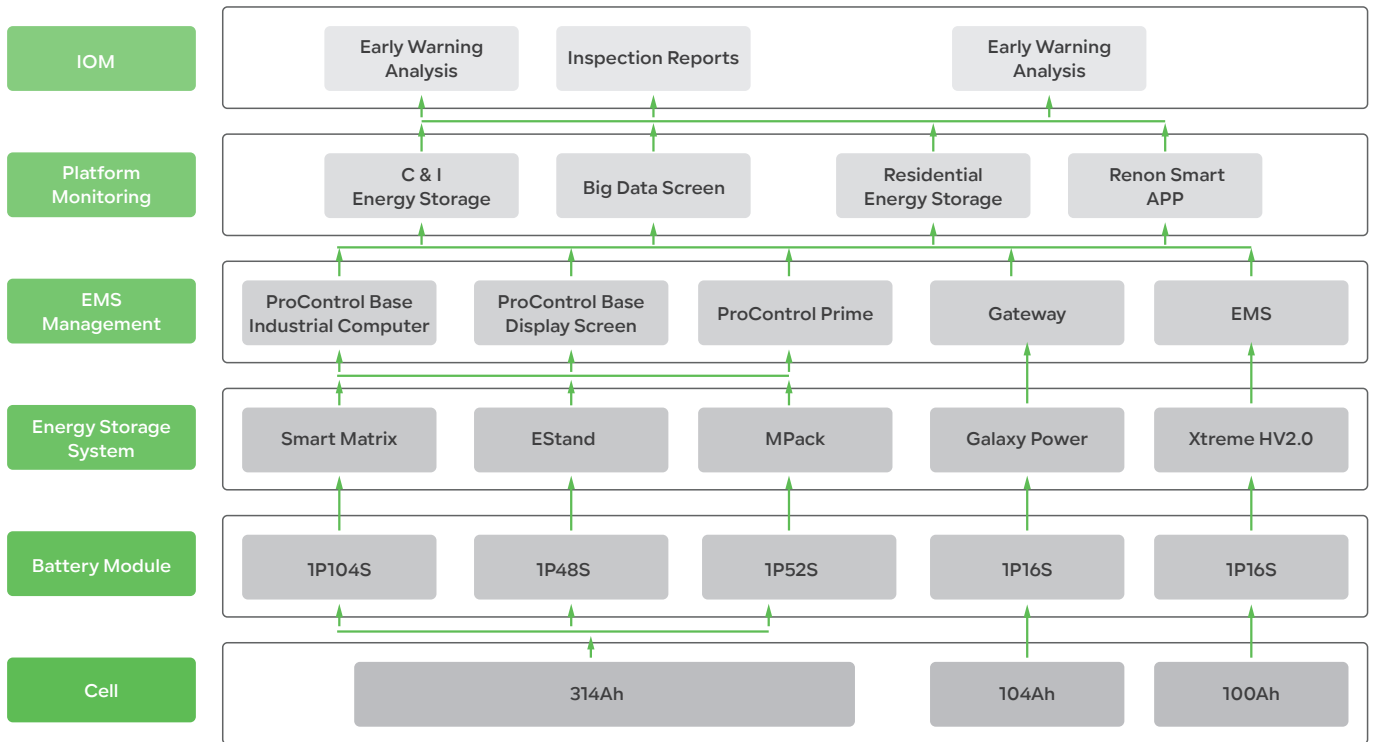 IOM
Early Warning
Analysis
Inspection Reports
Early Warning
Analysis
Platform
Monitoring
C & I
Energy Storage
Big Data Screen
Residential
Energy Storage
Renon Smart
APP
EMS
Management
ProControl Base
Industrial Computer
ProControl Base
Display Screen
ProControl Prime
Gateway
EMS
Energy Storage
System
Smart Matrix
EStand
MPack
Galaxy Power
Xtreme HV2.0
Battery Module
1P104S
1P48S
1P52S
1P16S
1P16S
Cell
314Ah
104Ah
100Ah